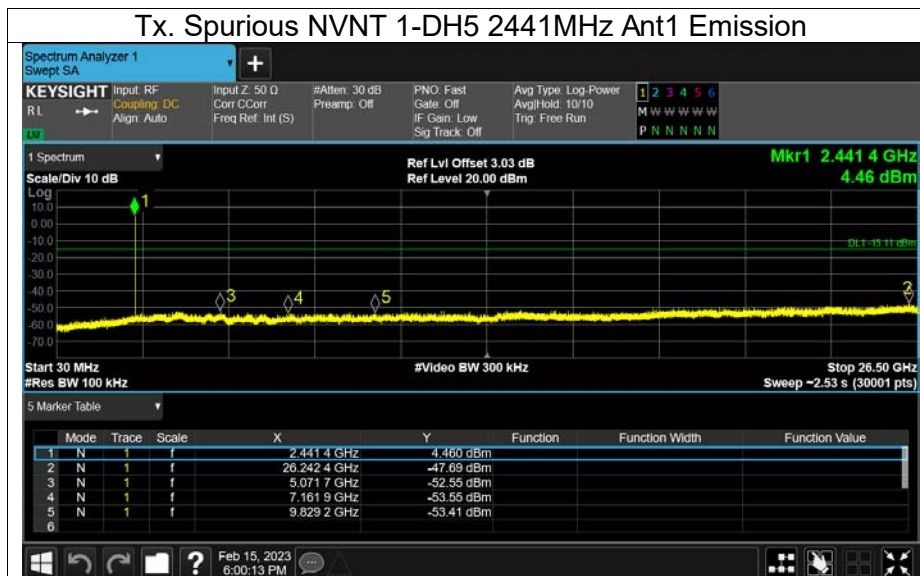 Tx. Spurious NVNT 1-DH5 2441MHz Ant1 Emission
Spectrum Analyzer 1
Swept SA
+
KEYSIGHT Input: RF Input Z: 50 Ω #Atten: 30 dB PNO: Fast Avg Type: Log-Power 1 2 3 4 5 6
RL Coupling: DC Corr CCorr Preamp: Off Gate: Off Avg|Hold: 10/10 M W W W W W
Align: Auto Freq Ref: Int (S) IF Gain: Low Trig: Free Run
Sig Track: Off P N N N N N
1 Spectrum Ref Lvl Offset 3.03 dB Mkr1 2.441 4 GHz
Scale/Div 10 dB Ref Level 20.00 dBm 4.46 dBm
Log
10.0 1
0.00
-10.0 DL1 -15.11 dBm
-20.0
-30.0
-40.0 3 4 5 2
-50.0
-60.0
-70.0
Start 30 MHz #Video BW 300 kHz Stop 26.50 GHz
#Res BW 100 kHz Sweep ~2.53 s (30001 pts)
5 Marker Table
Mode Trace Scale X Y Function Function Width Function Value
1 N 1 f 2.441 4 GHz 4.460 dBm
2 N 1 f 26.242 4 GHz -47.69 dBm
3 N 1 f 5.071 7 GHz -52.55 dBm
4 N 1 f 7.161 9 GHz -53.55 dBm
5 N 1 f 9.829 2 GHz -53.41 dBm
6
? Feb 15, 2023
6:00:13 PM